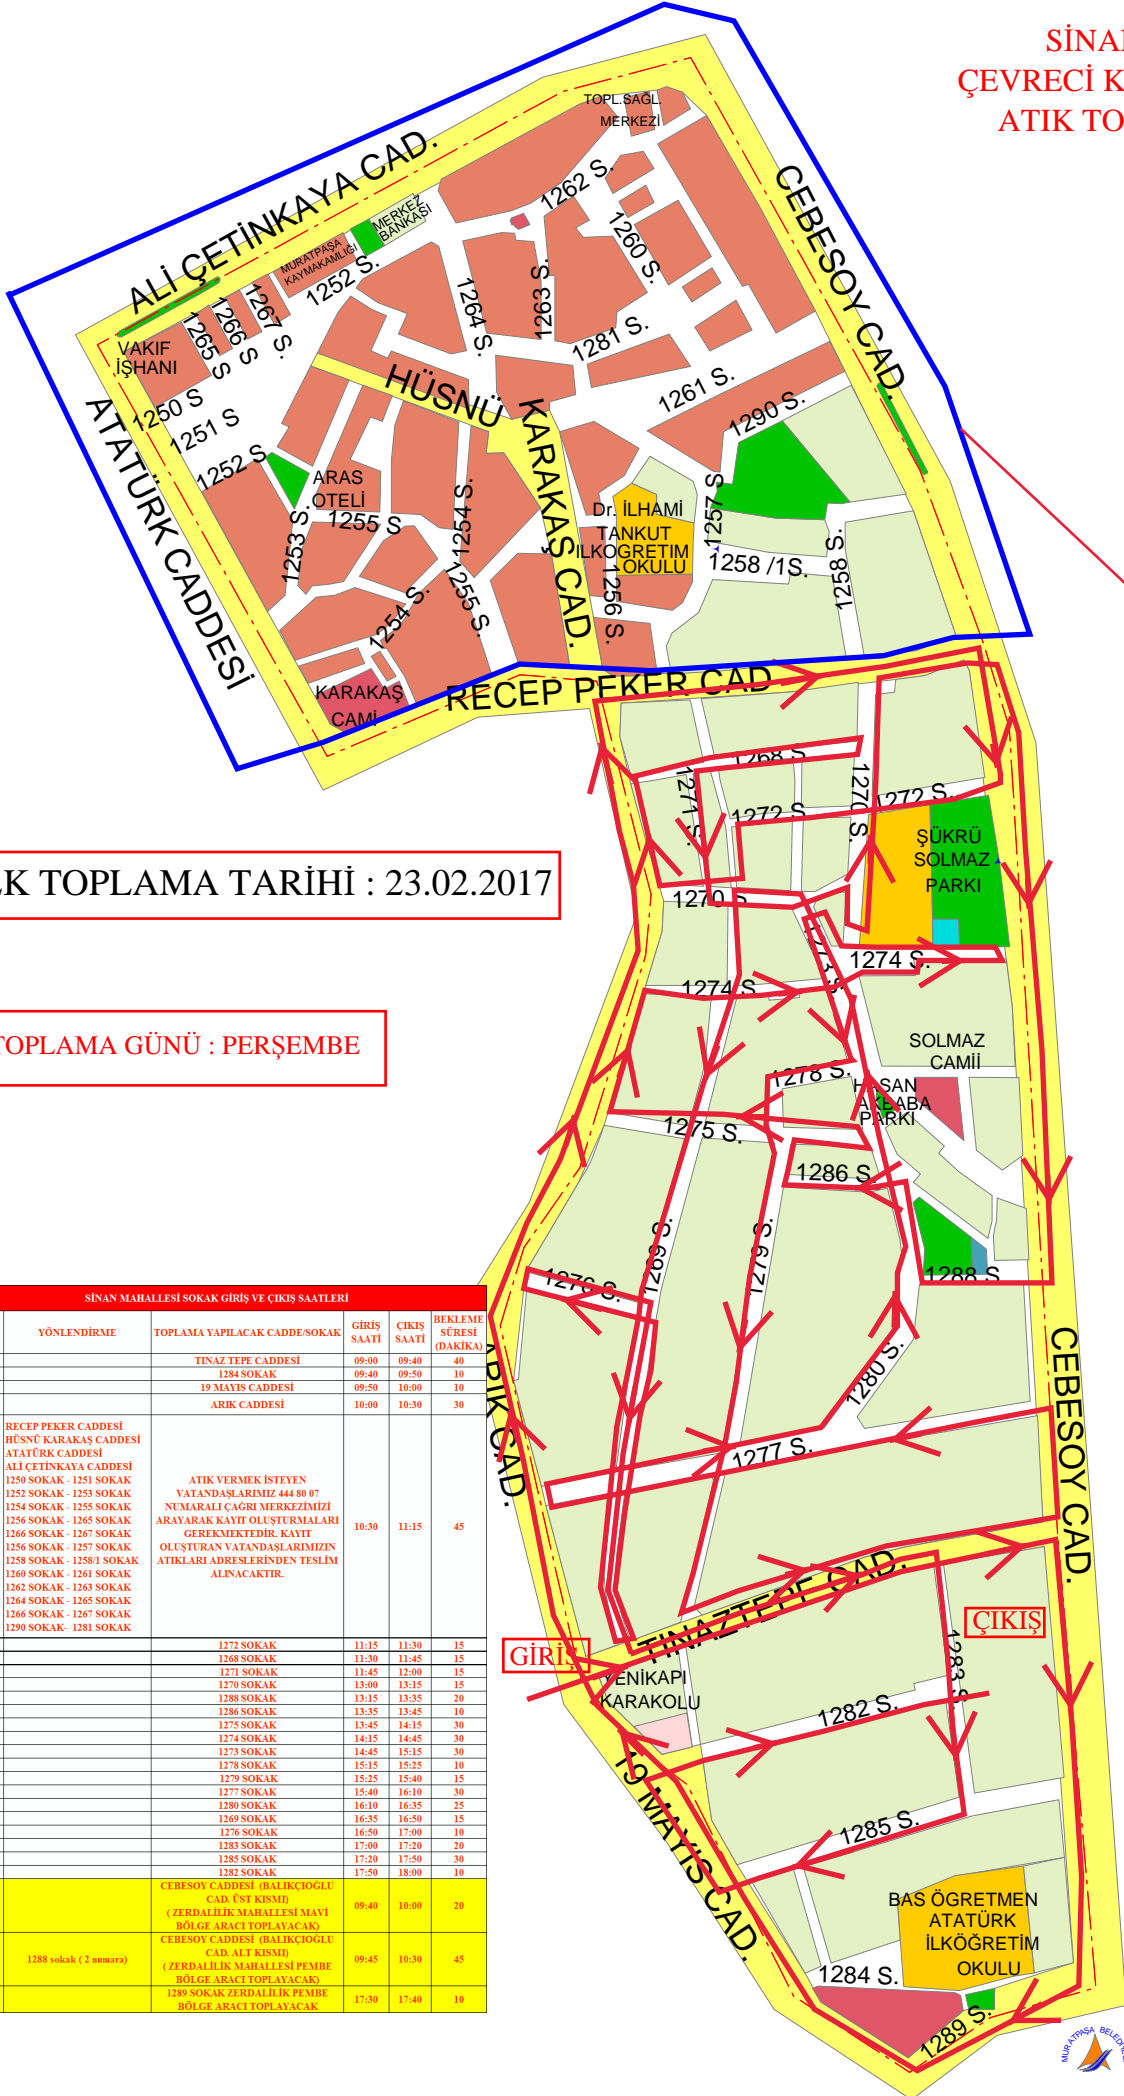 SİNA
ÇEVRECİ K
ATIK TO
TOPL.SAĞL.
MERKEZİ
ALİ ÇETİNKAYA CAD.
CEBESOY CAD.
1262 S.
1260 S.
MERKEZ
BANKASI
MURATPAŞA
KAYMAKAMLIĞI
1252 S.
1264 S.
1263 S.
1281 S.
1267 S.
1266 S
1265 S
VAKIF
İŞHANI
1250 S
1251 S
1252 S
ATATÜRK CADDESİ
HÜSNÜ
KARAKAŞ CAD.
1261 S.
1290 S.
ARAS
OTELİ
1255 S
1253 S.
1254 S.
1254 S.
1255 S.
Dr. İLHAMİ
TANKUT
ILKOGRETIM
OKULU
1256 S.
1257 S
1258 /1S.
1258 S.
KARAKAŞ
CAMİ
RECEP PEKER CAD
1268 S
1271 S.
1272 S
1270 S.
1272 S.
ŞÜKRÜ
SOLMAZ
PARKI
LK TOPLAMA TARİHİ : 23.02.2017
1270 S.
1273 S.
1274 S.
1274 S
TOPLAMA GÜNÜ : PERŞEMBE
SOLMAZ
CAMİİ
1278 S.
HASAN
AKBABA
PARKI
1275 S.
1286 S.
1269 S.
1279 S.
1276 S.
1288 S
1280 S.
ARIK CAD.
1277 S.
CEBESOY CAD.
TINAZTEPE CAD.
GİRİŞ
ÇIKIŞ
YENİKAPI
KARAKOLU
1283 S.
1282 S.
19 MAYIS CAD.
1285 S.
BAS ÖGRETMEN
ATATÜRK
İLKÖĞRETİM
OKULU
1284 S.
1289 S.
SİNAN MAHALLESİ SOKAK GİRİŞ VE ÇIKIŞ SAATLERİ
YÖNLENDİRME TOPLAMA YAPILACAK CADDE/SOKAK GİRİŞ SAATİ ÇIKIŞ SAATİ BEKLEME SÜRESİ (DAKİKA)
TINAZ TEPE CADDESİ 09:00 09:40 40
1284 SOKAK 09:40 09:50 10
19 MAYIS CADDESİ 09:50 10:00 10
ARIK CADDESİ 10:00 10:30 30
RECEP PEKER CADDESİ
HÜSNÜ KARAKAŞ CADDESİ
ATATÜRK CADDESİ
ALİ ÇETİNKAYA CADDESİ
1250 SOKAK - 1251 SOKAK
1252 SOKAK - 1253 SOKAK
1254 SOKAK - 1255 SOKAK
1256 SOKAK - 1265 SOKAK
1266 SOKAK - 1267 SOKAK
1256 SOKAK - 1257 SOKAK
1258 SOKAK - 1258/1 SOKAK
1260 SOKAK - 1261 SOKAK
1262 SOKAK - 1263 SOKAK
1264 SOKAK - 1265 SOKAK
1266 SOKAK - 1267 SOKAK
1290 SOKAK- 1281 SOKAK
ATIK VERMEK İSTEYEN
VATANDAŞLARIMIZ 444 80 07
NUMARALI ÇAĞRI MERKEZİMİZİ
ARAYARAK KAYIT OLUŞTURMALARI
GEREKMEKTEDİR. KAYIT
OLUŞTURAN VATANDAŞLARIMIZIN
ATIKLARI ADRESLERİNDEN TESLİM
ALINACAKTIR.
10:30 11:15 45
1272 SOKAK 11:15 11:30 15
1268 SOKAK 11:30 11:45 15
1271 SOKAK 11:45 12:00 15
1270 SOKAK 13:00 13:15 15
1288 SOKAK 13:15 13:35 20
1286 SOKAK 13:35 13:45 10
1275 SOKAK 13:45 14:15 30
1274 SOKAK 14:15 14:45 30
1273 SOKAK 14:45 15:15 30
1278 SOKAK 15:15 15:25 10
1279 SOKAK 15:25 15:40 15
1277 SOKAK 15:40 16:10 30
1280 SOKAK 16:10 16:35 25
1269 SOKAK 16:35 16:50 15
1276 SOKAK 16:50 17:00 10
1283 SOKAK 17:00 17:20 20
1285 SOKAK 17:20 17:50 30
1282 SOKAK 17:50 18:00 10
CEBESOY CADDESİ (BALIKÇIOĞLU
CAD. ÜST KISMI)
( ZERDALİLİK MAHALLESİ MAVİ
BÖLGE ARACI TOPLAYACAK)
09:40 10:00 20
1288 sokak ( 2 numara)
CEBESOY CADDESİ (BALIKÇIOĞLU
CAD. ALT KISMI)
( ZERDALİLİK MAHALLESİ PEMBE
BÖLGE ARACI TOPLAYACAK)
09:45 10:30 45
1289 SOKAK ZERDALİLİK PEMBE
BÖLGE ARACI TOPLAYACAK
17:30 17:40 10
MURATPAŞA BELEDİYE